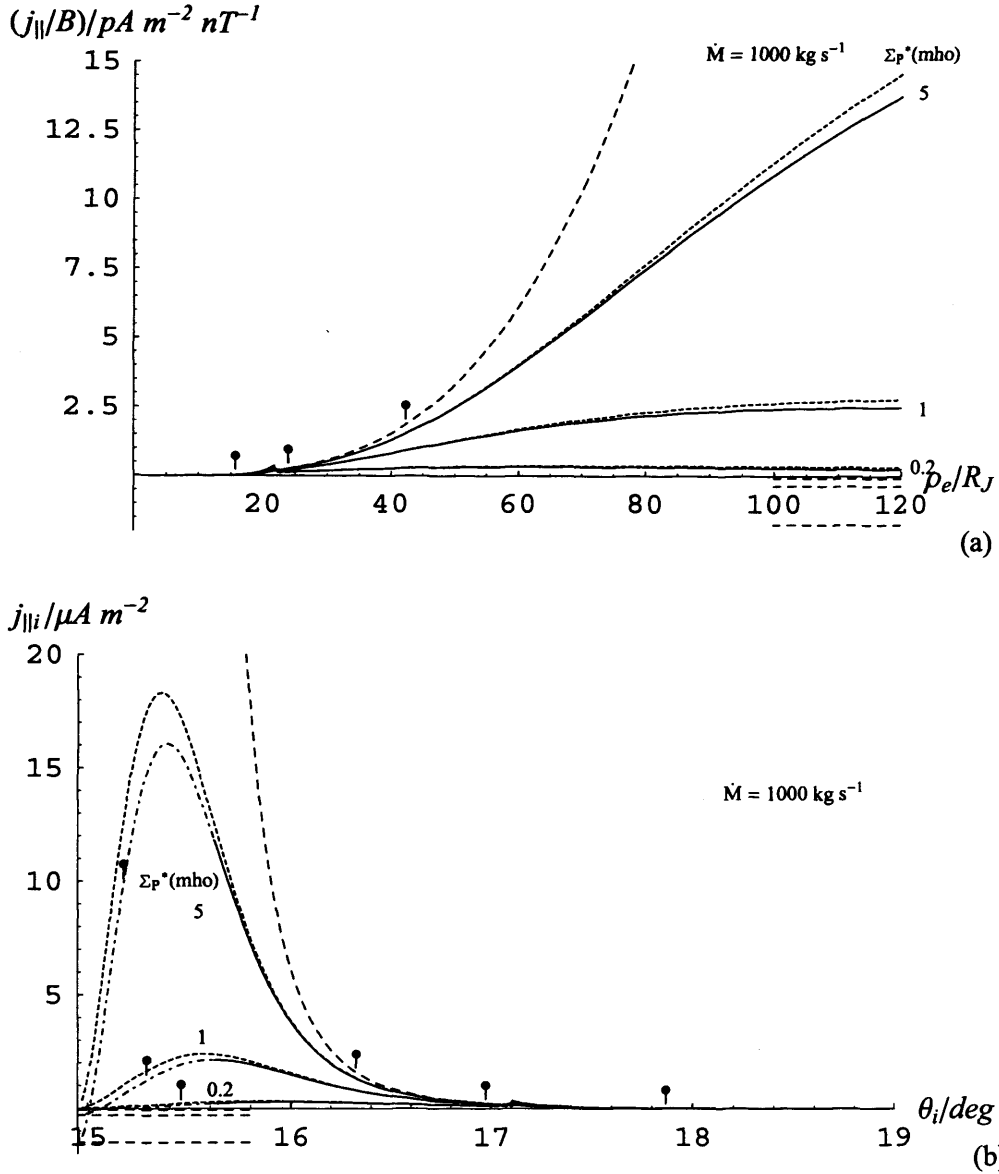 (j||/B)/pA m⁻² nT⁻¹
Ṁ = 1000 kg s⁻¹
Σₚ*(mho)
15
12.5
10
7.5
5
2.5
5
1
0.2
20 40 60 80 100 120
ρₑ/R_J
(a)
j||i/μA m⁻²
20
15
10
5
Ṁ = 1000 kg s⁻¹
Σₚ*(mho)
5
1
0.2
15 16 17 18 19
θᵢ/deg
(b)